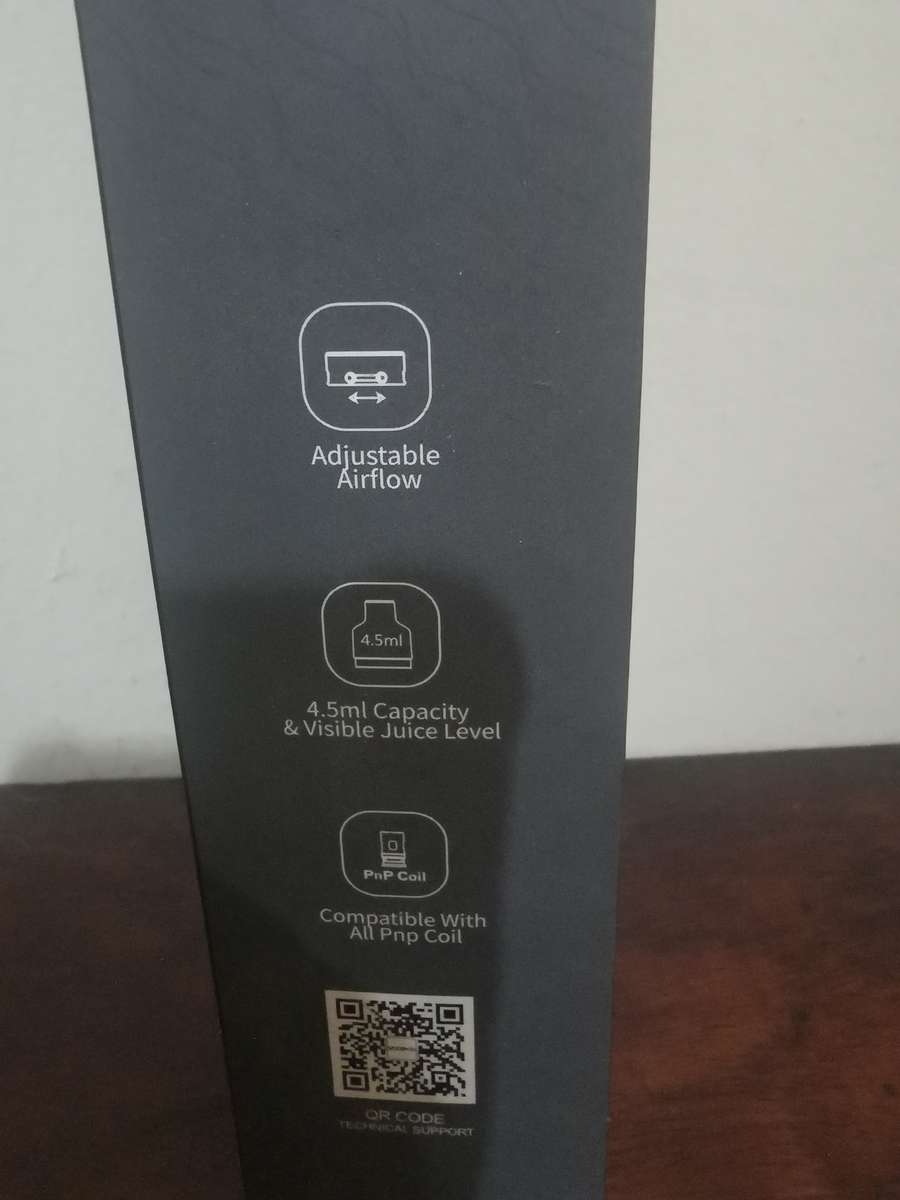 Adjustable
Airflow
4.5ml
4.5ml Capacity
& Visible Juice Level
PnP Coil
Compatible With
All Pnp Coil
QR CODE
TECHNICAL SUPPORT